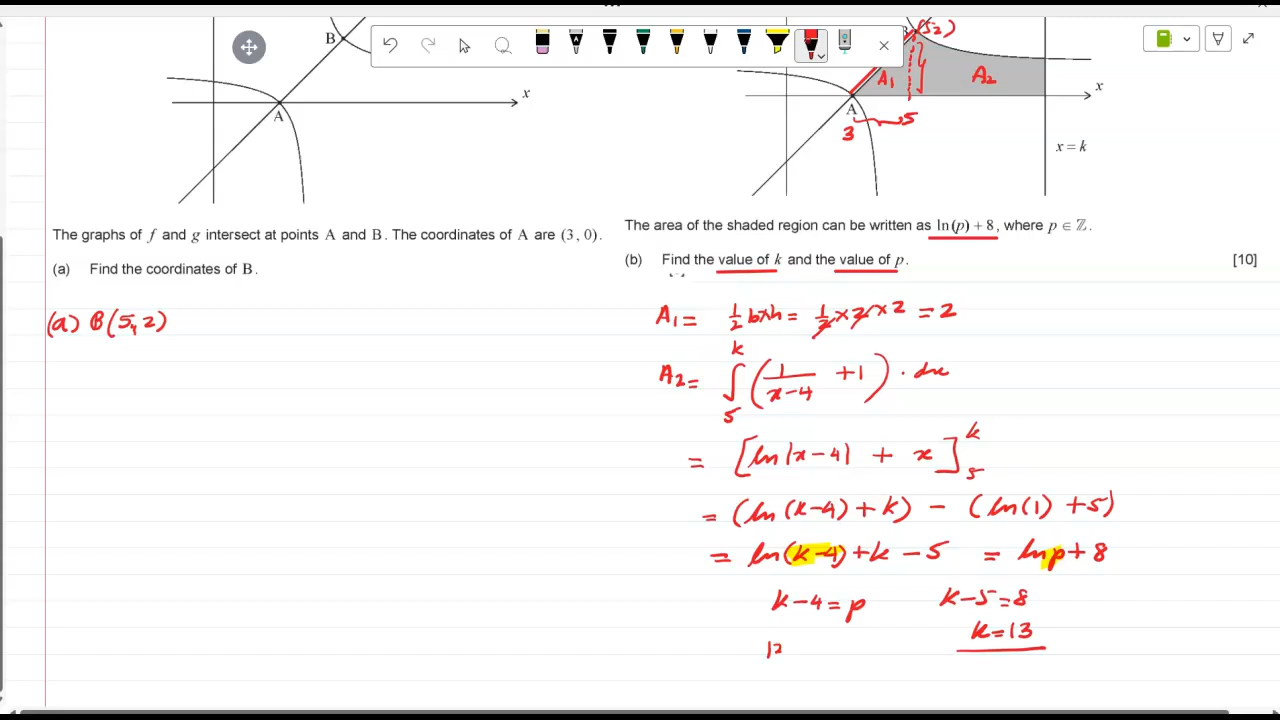 B
x
A
B(5,2)
A1
A2
x
A
3
5
x = k
The graphs of f and g intersect at points A and B. The coordinates of A are (3, 0).
(a) Find the coordinates of B.
(a) B(5, 2)
The area of the shaded region can be written as ln(p) + 8, where p ∈ ℤ.
(b) Find the value of k and the value of p.
[10]
A1 = 1/2 b×h = 1/2 × 2 × 2 = 2
A2 = ∫_5^k (1/(x−4) + 1) · dx
= [ln|x−4| + x]_5^k
= (ln(k−4) + k) − (ln(1) + 5)
= ln(k−4) + k − 5 = ln p + 8
k−4 = p k−5 = 8
k = 13